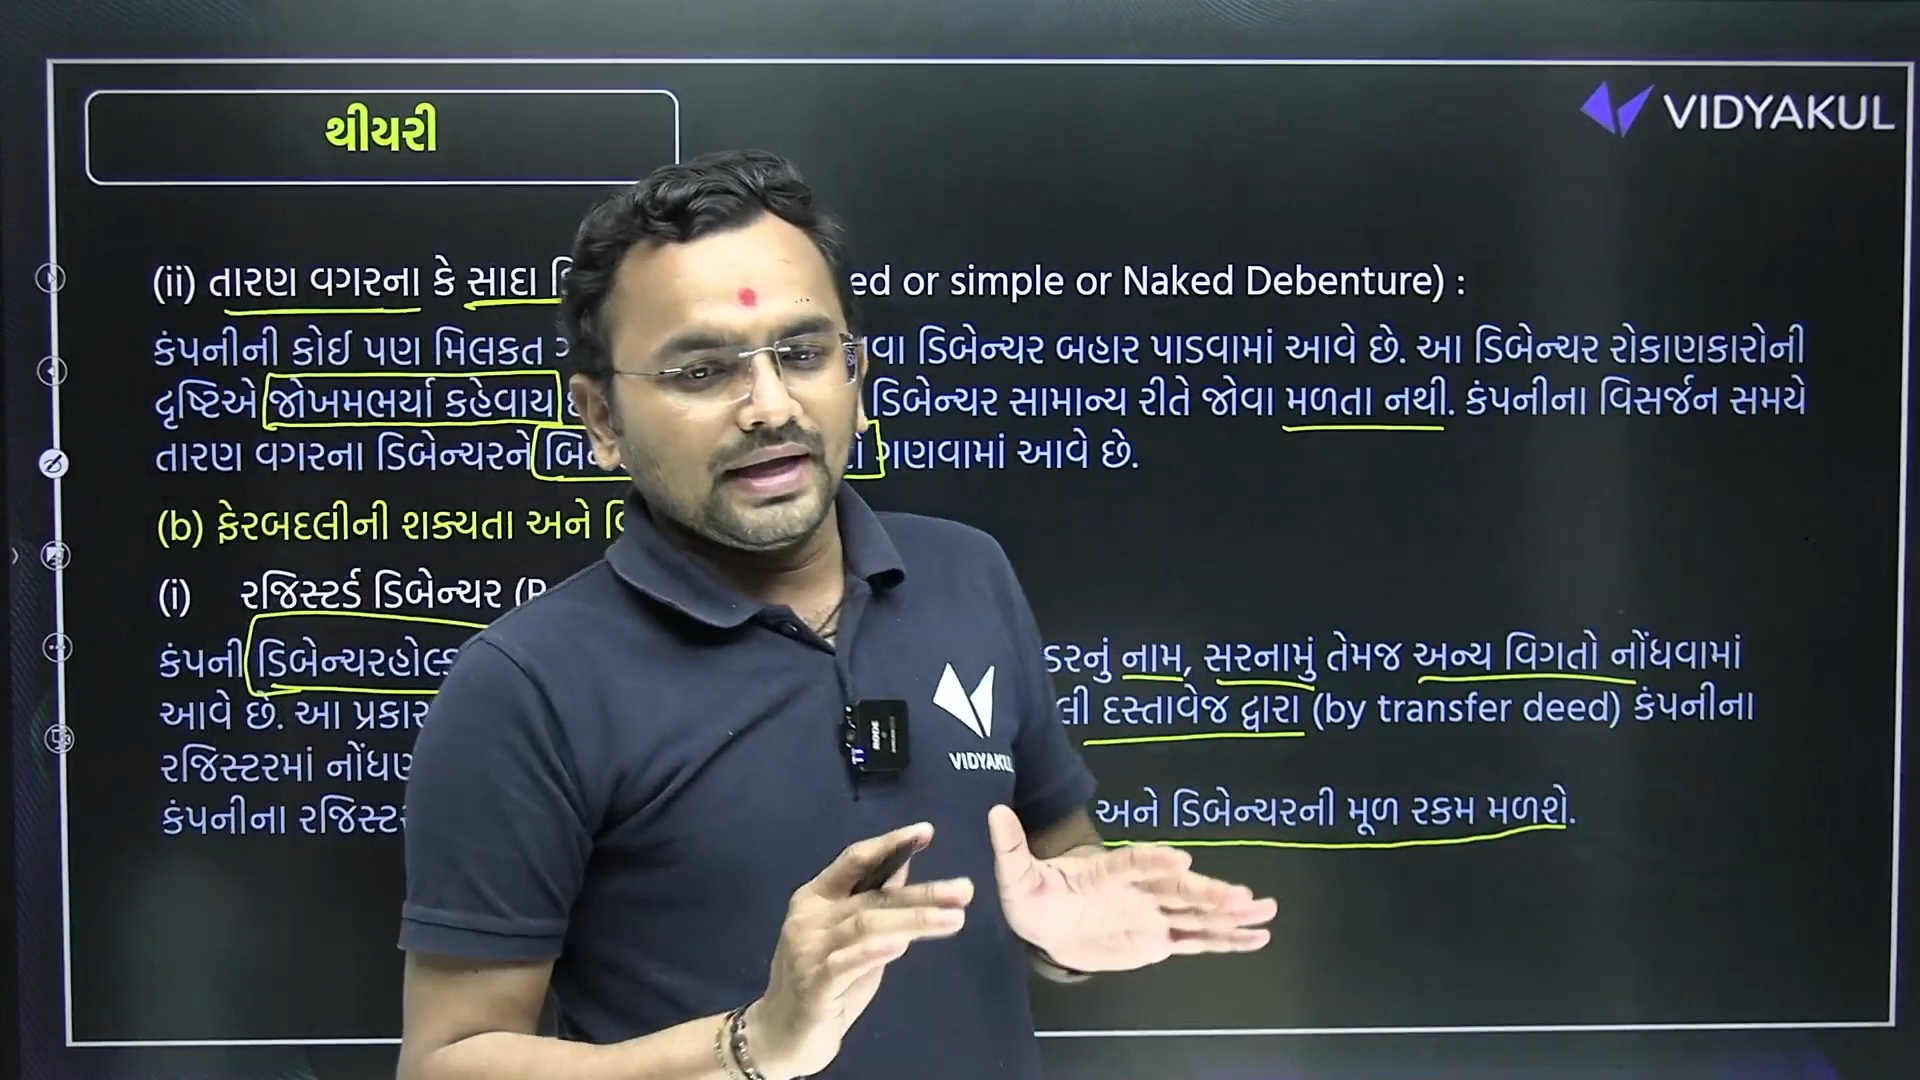 થીયરી
VIDYAKUL
(ii) તારણ વગરના કે સાદા ed or simple or Naked Debenture) :
કંપનીની કોઈ પણ મિલકત વા ડિબેન્ચર બહાર પાડવામાં આવે છે. આ ડિબેન્ચર રોકાણકારોની
દૃષ્ટિએ જોખમભર્યા કહેવાય ડિબેન્ચર સામાન્ય રીતે જોવા મળતા નથી. કંપનીના વિસર્જન સમયે
તારણ વગરના ડિબેન્ચરને ગણવામાં આવે છે.
(b) ફેરબદલીની શક્યતા અને
(i) રજિસ્ટર્ડ ડિબેન્ચર
કંપની ડિબેન્ચરહોલ્ડ ડરનું નામ, સરનામું તેમજ અન્ય વિગતો નોંધવામાં
આવે છે. આ પ્રકાર લી દસ્તાવેજ દ્વારા (by transfer deed) કંપનીના
રજિસ્ટરમાં નોંધણ
કંપનીના રજિસ્ટર અને ડિબેન્ચરની મૂળ રકમ મળશે.
VIDYAKUL